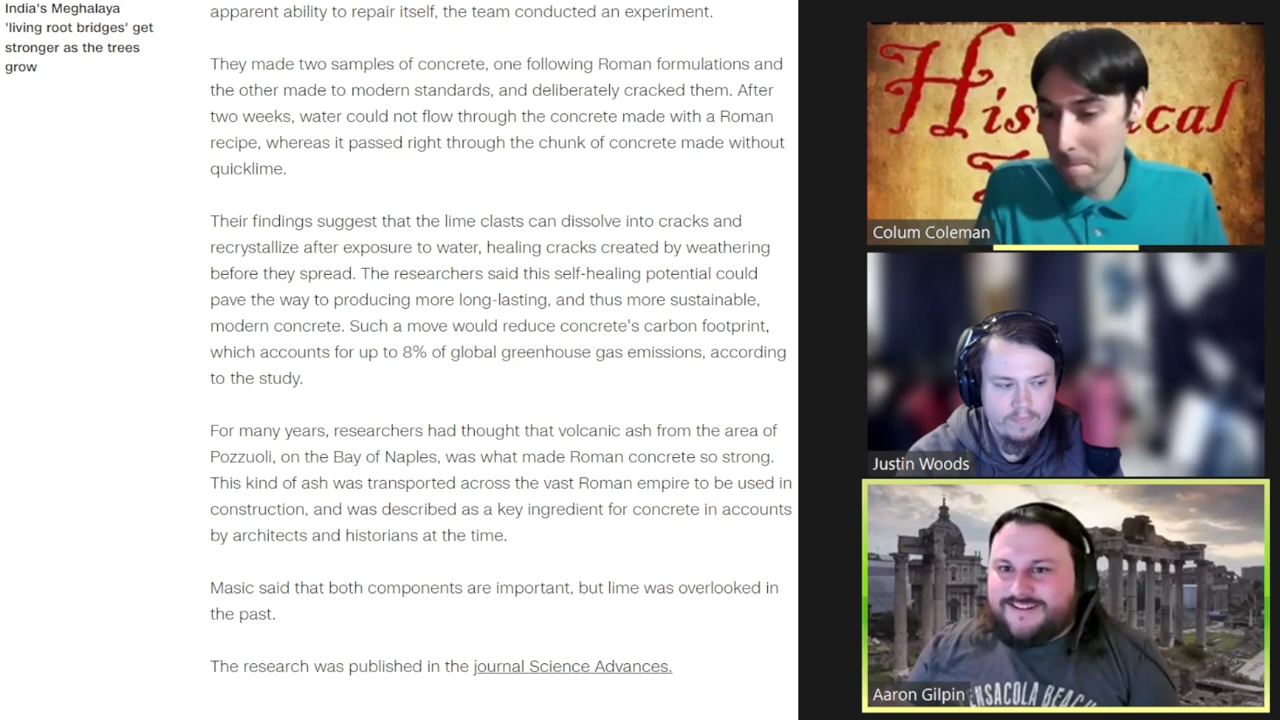 India's Meghalaya
'living root bridges' get
stronger as the trees
grow
apparent ability to repair itself, the team conducted an experiment.
They made two samples of concrete, one following Roman formulations and
the other made to modern standards, and deliberately cracked them. After
two weeks, water could not flow through the concrete made with a Roman
recipe, whereas it passed right through the chunk of concrete made without
quicklime.
Their findings suggest that the lime clasts can dissolve into cracks and
recrystallize after exposure to water, healing cracks created by weathering
before they spread. The researchers said this self-healing potential could
pave the way to producing more long-lasting, and thus more sustainable,
modern concrete. Such a move would reduce concrete's carbon footprint,
which accounts for up to 8% of global greenhouse gas emissions, according
to the study.
For many years, researchers had thought that volcanic ash from the area of
Pozzuoli, on the Bay of Naples, was what made Roman concrete so strong.
This kind of ash was transported across the vast Roman empire to be used in
construction, and was described as a key ingredient for concrete in accounts
by architects and historians at the time.
Masic said that both components are important, but lime was overlooked in
the past.
The research was published in the journal Science Advances.
His cal
Colum Coleman
Justin Woods
ENSACOLA BEACH
Aaron Gilpin